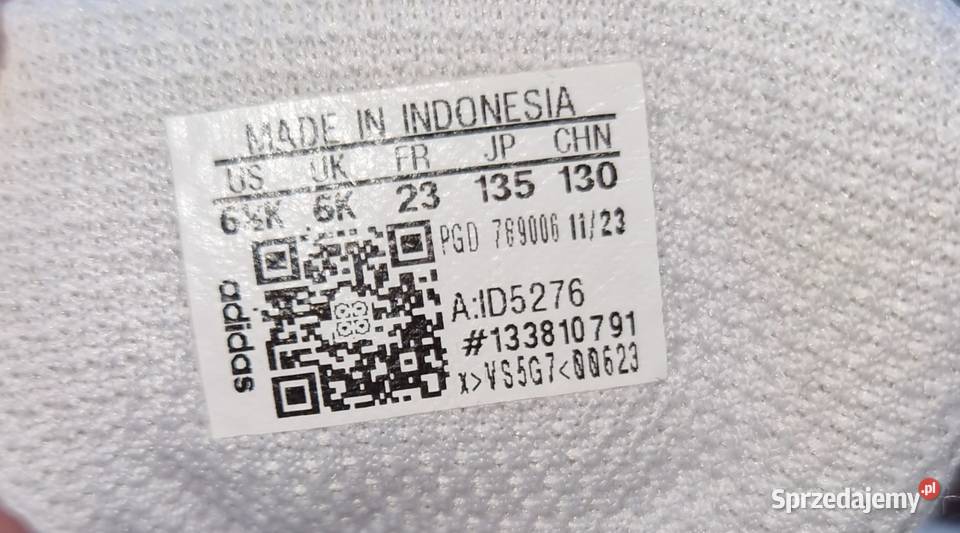 MADE IN INDONESIA
US UK FR JP CHN
6½K 6K 23 135 130
PGD 789006 11/23
adidas
A:ID5276
#133810791
x>VS5G7<00623
Sprzedajemy.pl